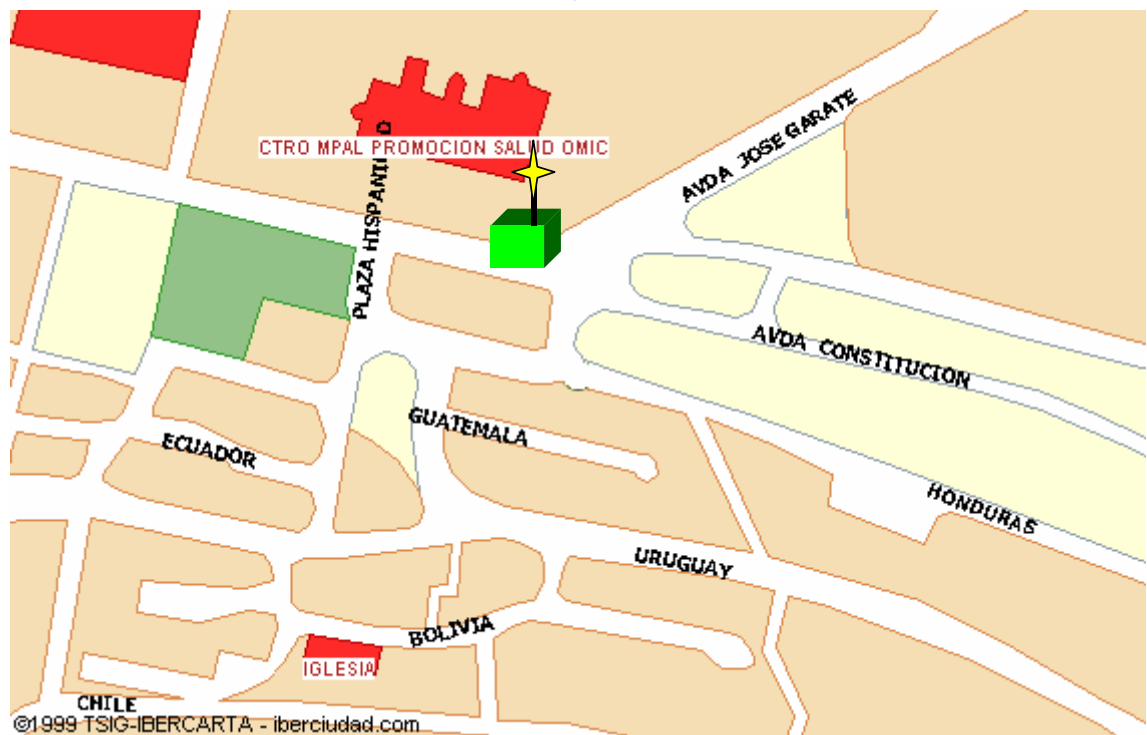 CTRO MPAL PROMOCION SALUD OMIC
AVDA JOSE GARATE
PLAZA HISPANIDAD
AVDA CONSTITUCION
GUATEMALA
ECUADOR
HONDURAS
URUGUAY
BOLIVIA
IGLESIA
CHILE
©1999 TSIG-IBERCARTA - iberciudad.com